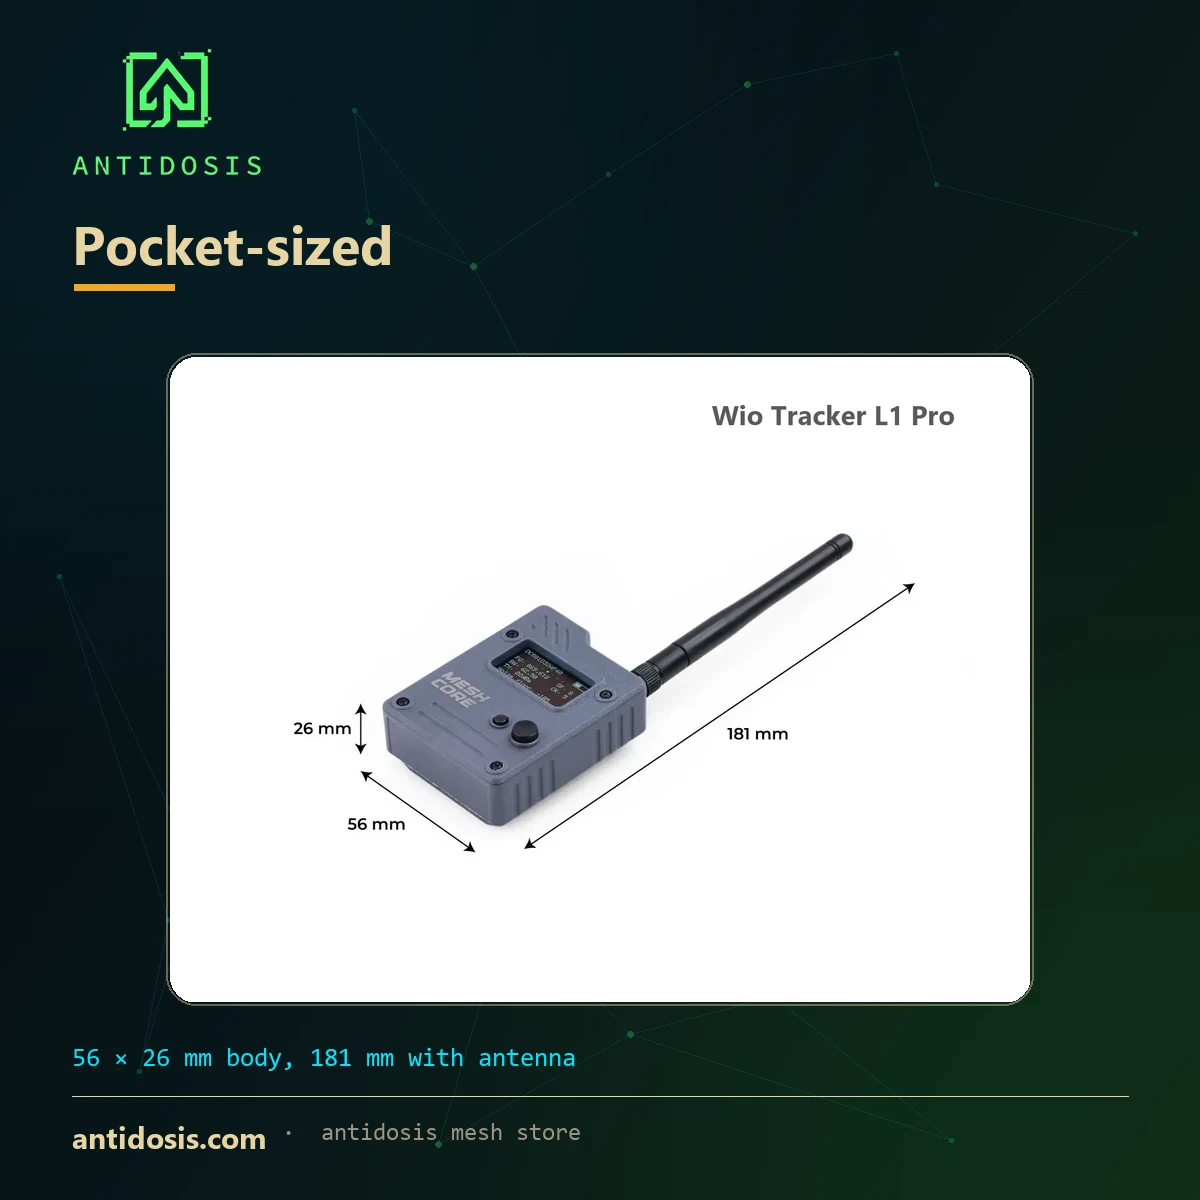 ANTIDOSIS
Pocket-sized
Wio Tracker L1 Pro
MESH
CORE
26 mm
181 mm
56 mm
56 × 26 mm body, 181 mm with antenna
antidosis.com · antidosis mesh store